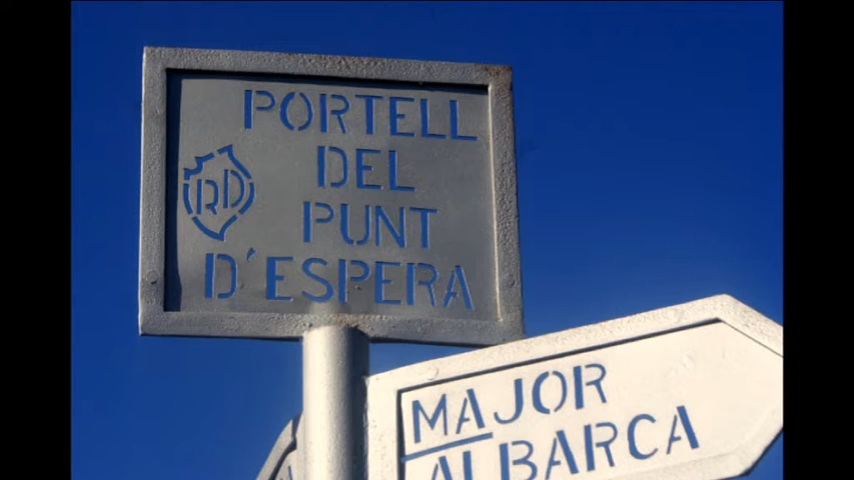 PORTELL
DEL
RD
PUNT
D'ESPERA
MAJOR
ALBARCA